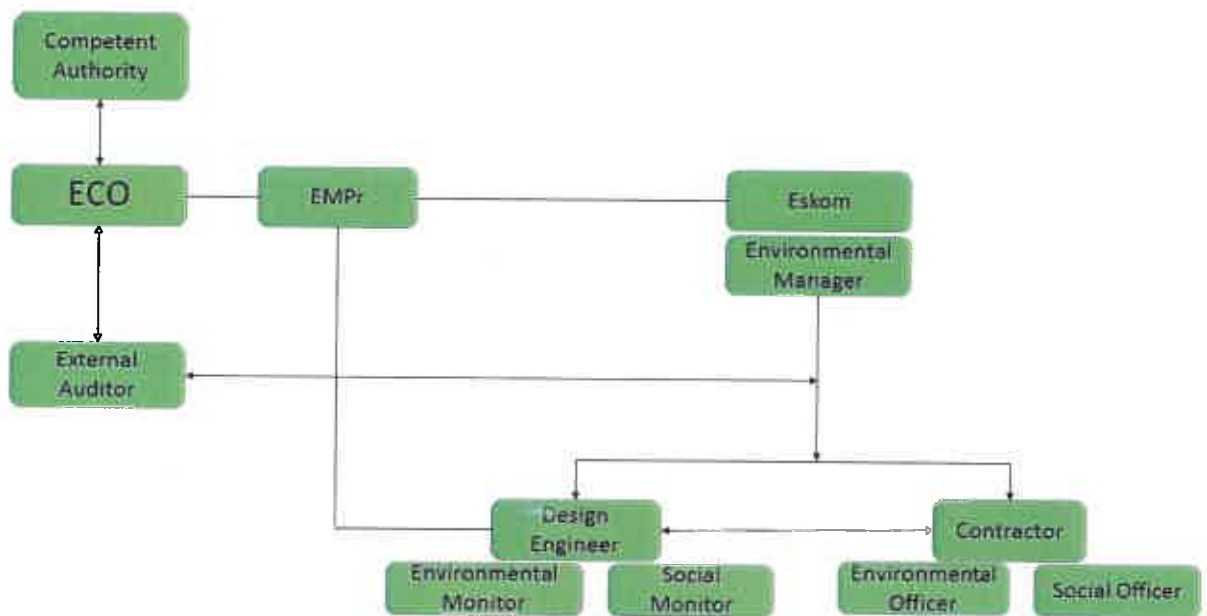 Competent
Authority
ECO
EMPr
Eskom
Environmental
Manager
External
Auditor
Design
Engineer
Contractor
Environmental
Monitor
Social
Monitor
Environmental
Officer
Social Officer